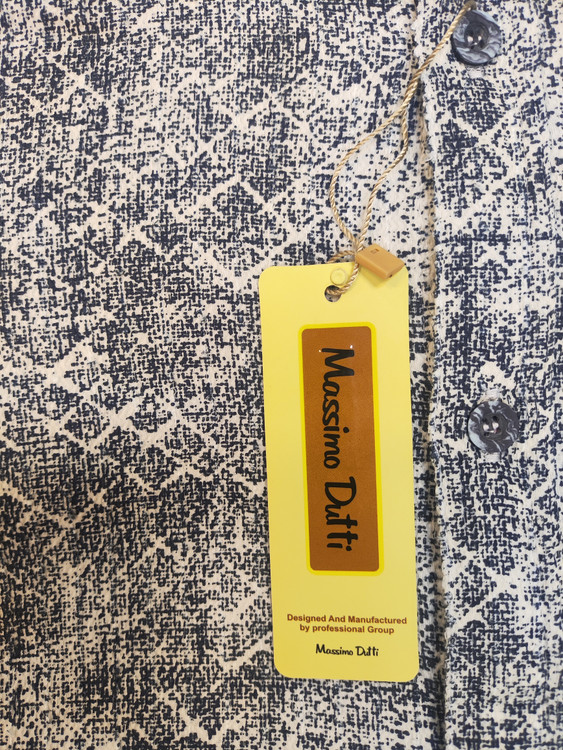 Massimo Dutti
Designed And Manufactured
by professional Group
Massimo Dutti